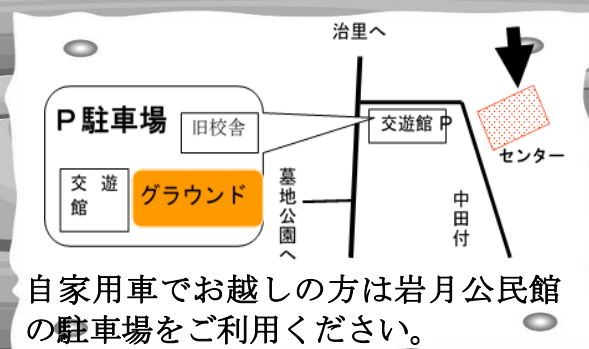 治里へ
P駐車場
旧校舎
交遊館
グラウンド
交遊館 P
センター
墓地公園へ
中田付
自家用車でお越しの方は岩月公民館
の駐車場をご利用ください。